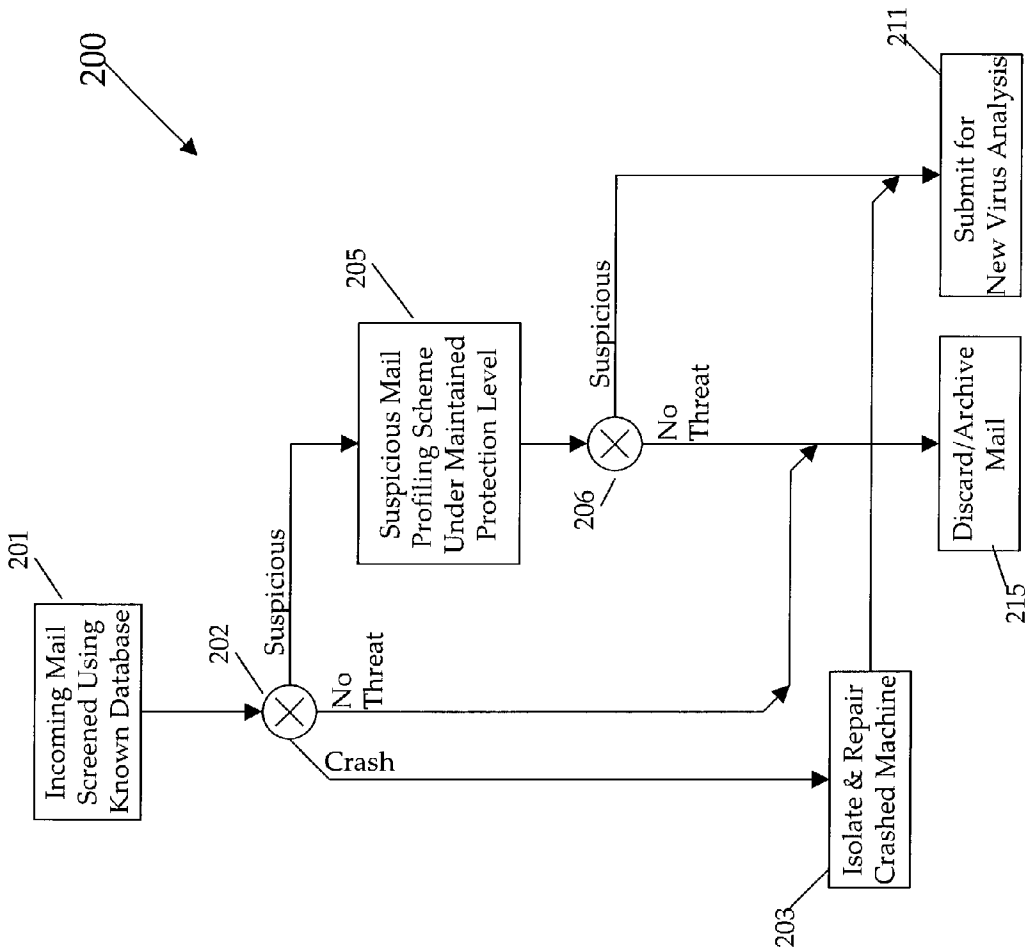 200
201
Incoming Mail
Screened Using
Known Database
202
Suspicious
No
Threat
Crash
205
Suspicious Mail
Profiling Scheme
Under Maintained
Protection Level
206
Suspicious
No
Threat
203
Isolate & Repair
Crashed Machine
215
Discard/Archive
Mail
211
Submit for
New Virus Analysis